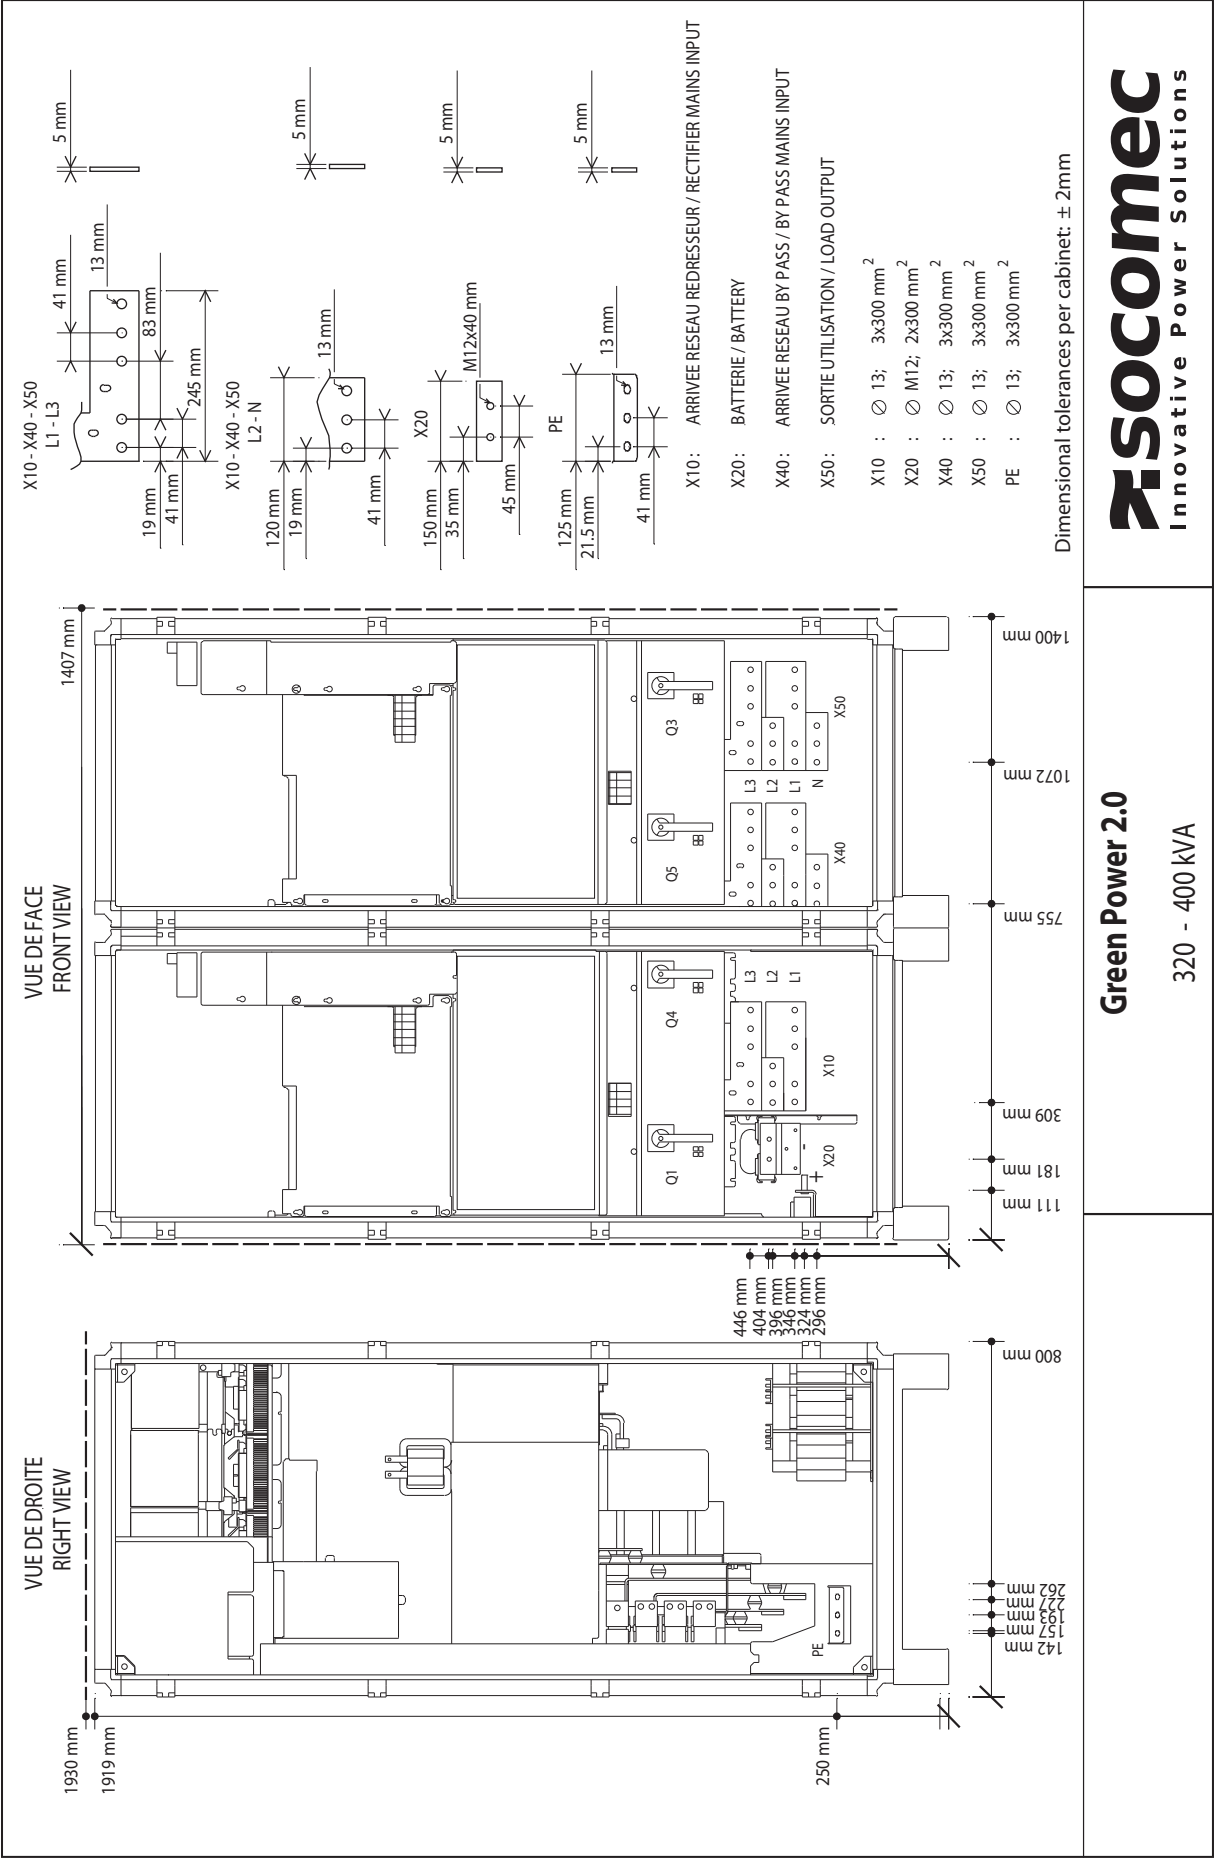 VUE DE DROITE
RIGHT VIEW
1930 mm
1919 mm
250 mm
PE
142 mm
157 mm
193 mm
227 mm
262 mm
800 mm
VUE DE FACE
FRONT VIEW
1407 mm
446 mm
404 mm
396 mm
346 mm
324 mm
296 mm
Q1
Q4
Q5
Q3
L3
L2
L1
X20
+
-
X10
L3
L2
L1
N
X40
X50
111 mm
181 mm
309 mm
755 mm
1072 mm
1400 mm
X10 - X40 - X50
L1 - L3
19 mm
41 mm
245 mm
83 mm
41 mm
13 mm
5 mm
X10 - X40 - X50
L2 - N
120 mm
19 mm
41 mm
13 mm
5 mm
X20
150 mm
35 mm
45 mm
M12x40 mm
5 mm
PE
125 mm
21.5 mm
41 mm
13 mm
5 mm
X10 : ARRIVEE RESEAU REDRESSEUR / RECTIFIER MAINS INPUT
X20 : BATTERIE / BATTERY
X40 : ARRIVEE RESEAU BY PASS / BY PASS MAINS INPUT
X50 : SORTIE UTILISATION / LOAD OUTPUT
X10 : ∅ 13; 3x300 mm²
X20 : ∅ M12; 2x300 mm²
X40 : ∅ 13; 3x300 mm²
X50 : ∅ 13; 3x300 mm²
PE : ∅ 13; 3x300 mm²
Dimensional tolerances per cabinet: ± 2mm
Green Power 2.0
320 - 400 kVA
socomec
Innovative Power Solutions